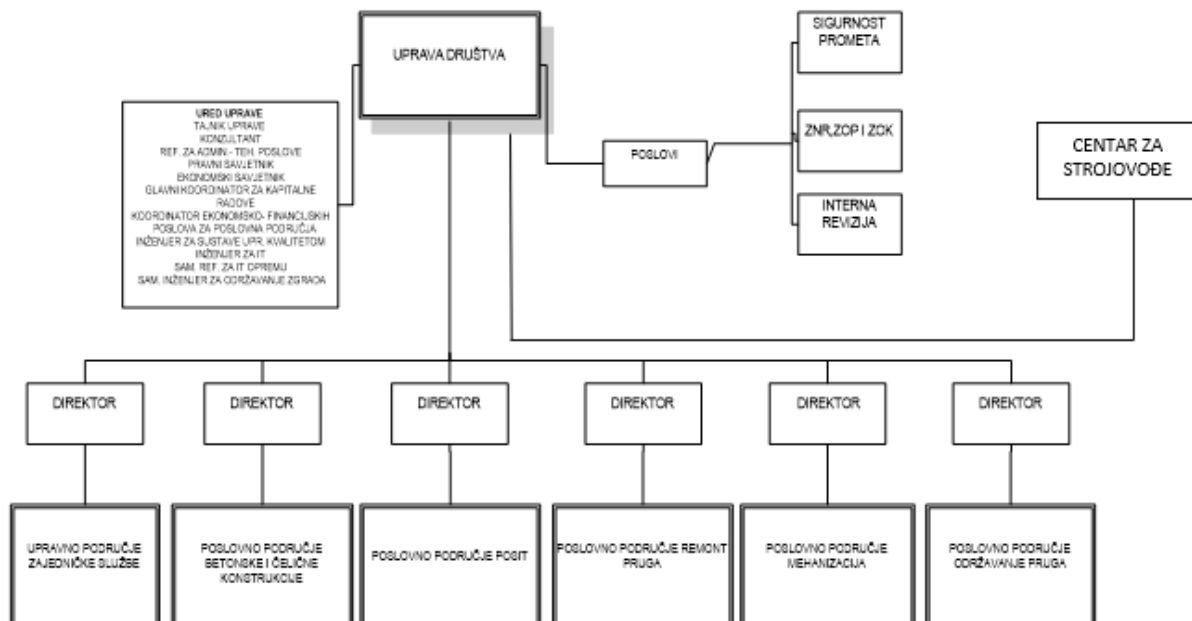 UPRAVA DRUŠTVA
SIGURNOST
PROMETA
URED UPRAVE
TAJNIK UPRAVE
KONZULTANT
REF. ZA ADMIN.- TEH. POSLOVE
PRAVNI SAVJETNIK
EKONOMSKI SAVJETNIK
GLAVNI KOORDINATOR ZA KAPITALNE
RADOVE
KOORDINATOR EKONOMSKO- FINANCIJSKIH
POSLOVA ZA POSLOVNA PODRUČJA
INŽENJER ZA SUSTAVE UPR. KVALITETOM
INŽENJER ZA IT
SAM. REF. ZA IT OPREMU
SAM. INŽENJER ZA ODRŽAVANJE ZGRADA
POSLOVI
ZNR,ZOP I ZOK
INTERNA
REVIZIJA
CENTAR ZA
STROJOVOĐE
DIREKTOR
DIREKTOR
DIREKTOR
DIREKTOR
DIREKTOR
DIREKTOR
UPRAVNO PODRUČJE
ZAJEDNIČKE SLUŽBE
POSLOVNO PODRUČJE
BETONSKE I ČELIČNE
KONSTRUKCIJE
POSLOVNO PODRUČJE POSIT
POSLOVNO PODRUČJE REMONT
PRUGA
POSLOVNO PODRUČJE
MEHANIZACIJA
POSLOVNO PODRUČJE
ODRŽAVANJE PRUGA